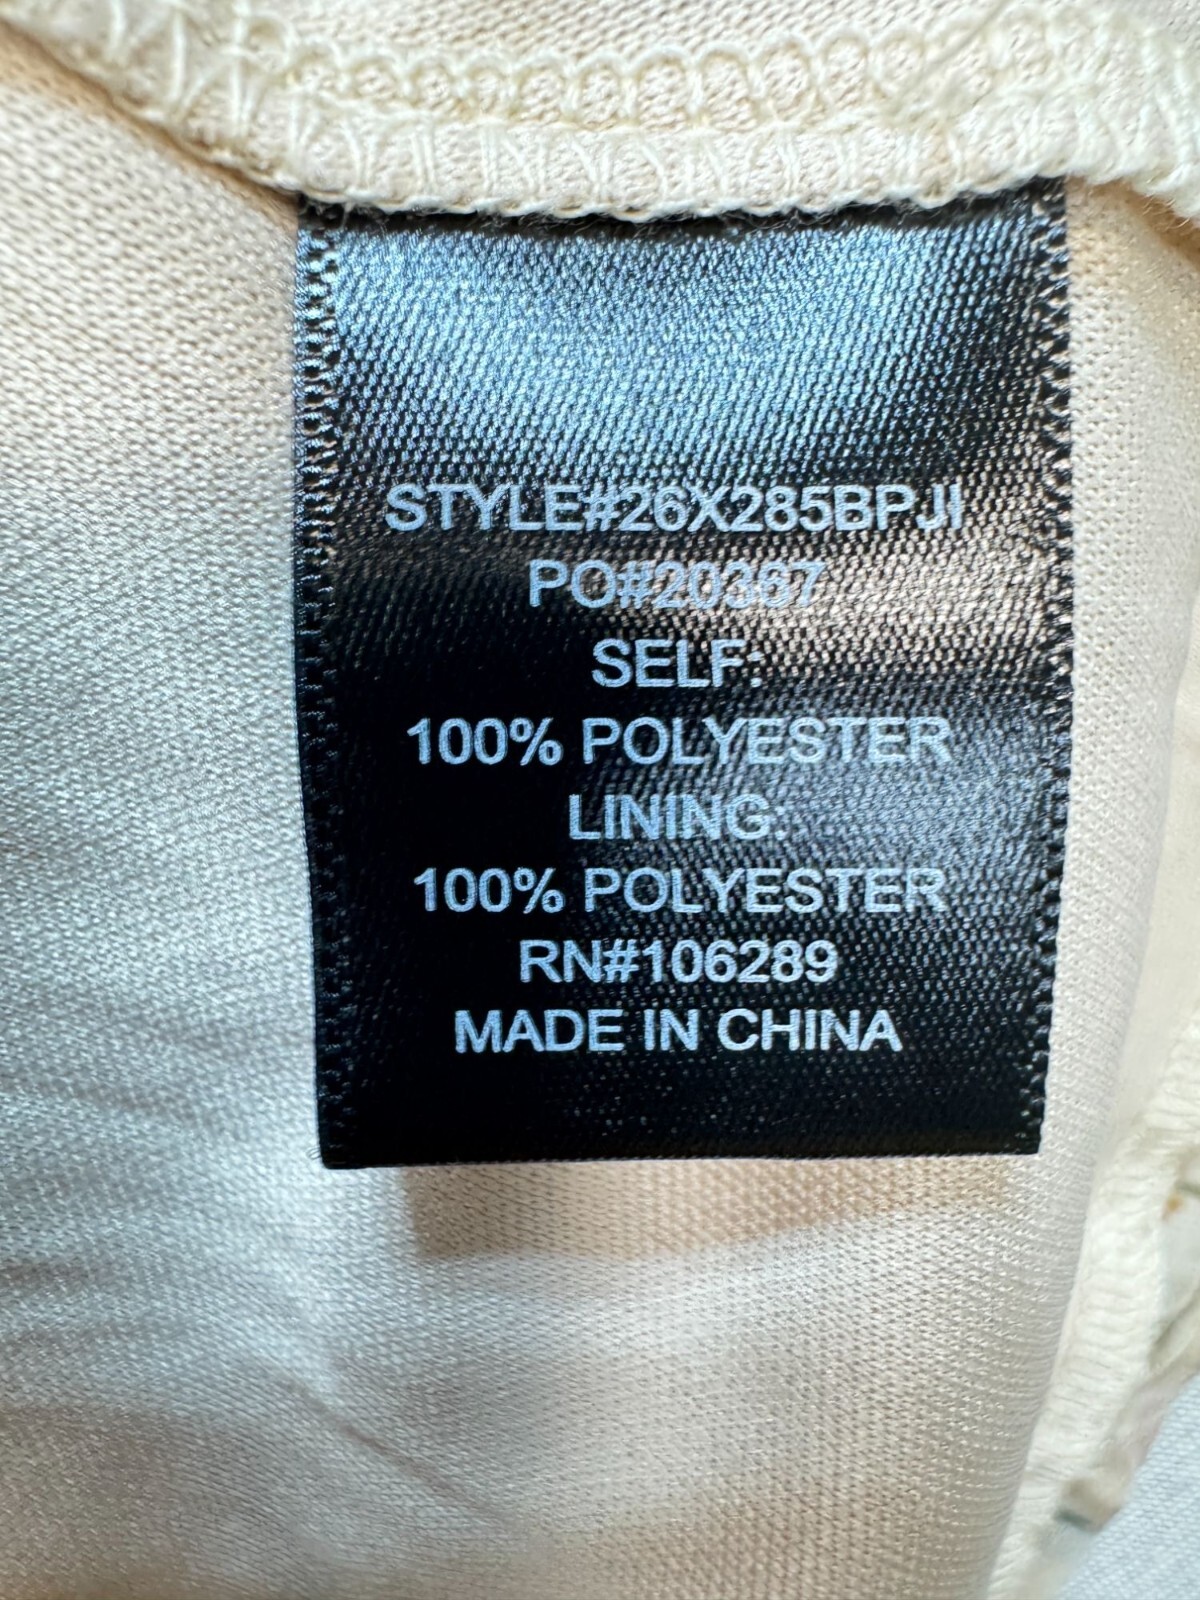 STYLE#26X285BPJI
PO#20367
SELF:
100% POLYESTER
LINING:
100% POLYESTER
RN#106289
MADE IN CHINA